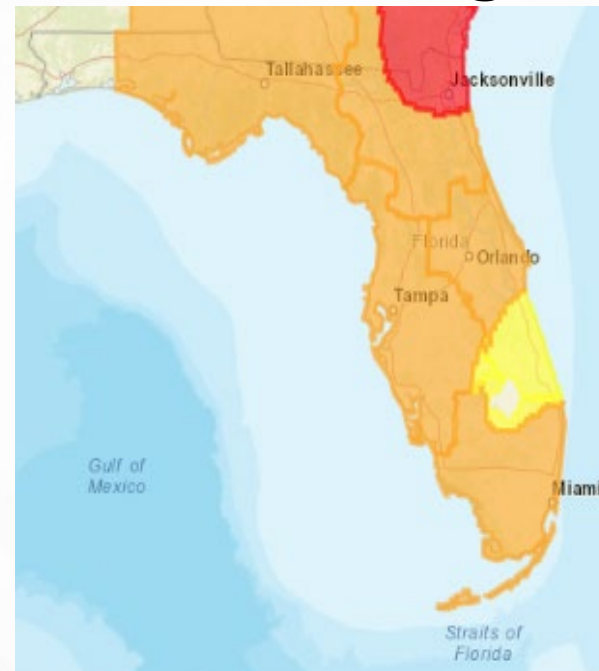 Tallahassee
Jacksonville
Florida
Orlando
Tampa
Gulf of
Mexico
Miami
Straits of
Florida